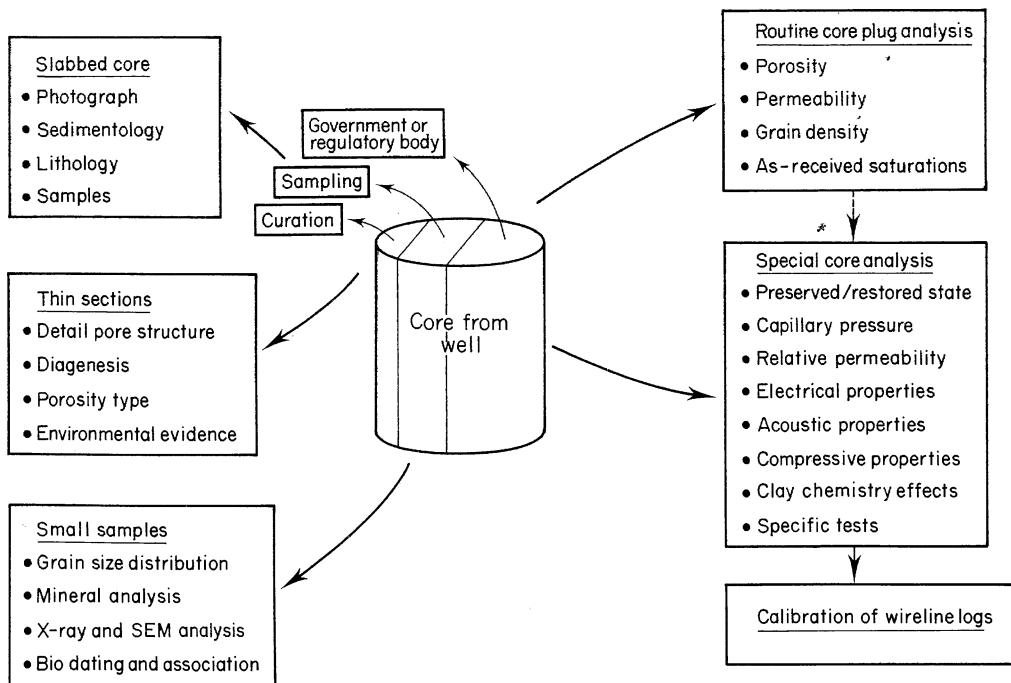 Slabbed core
• Photograph
• Sedimentology
• Lithology
• Samples
Government or
regulatory body
Sampling
Curation
Core from
well
Thin sections
• Detail pore structure
• Diagenesis
• Porosity type
• Environmental evidence
Small samples
• Grain size distribution
• Mineral analysis
• X-ray and SEM analysis
• Bio dating and association
Routine core plug analysis
• Porosity
• Permeability
• Grain density
• As-received saturations
*
Special core analysis
• Preserved/restored state
• Capillary pressure
• Relative permeability
• Electrical properties
• Acoustic properties
• Compressive properties
• Clay chemistry effects
• Specific tests
Calibration of wireline logs